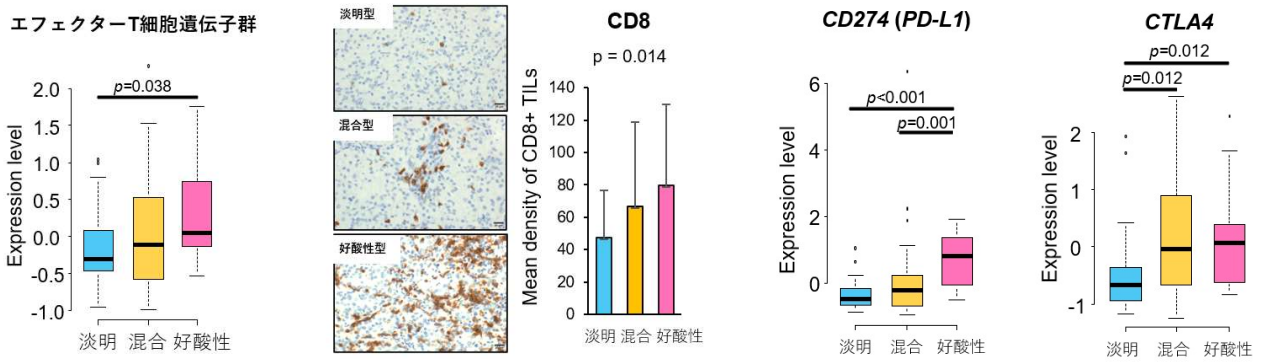 エフェクターT細胞遺伝子群
p=0.038
Expression level
2.0
1.5
1.0
0.5
0.0
-0.5
-1.0
淡明 混合 好酸性
淡明型
混合型
好酸性型
CD8
p = 0.014
Mean density of CD8+ TILs
140
120
100
80
60
40
20
0
淡明 混合 好酸性
CD274 (PD-L1)
p<0.001
p=0.001
Expression level
6
4
2
0
淡明 混合 好酸性
CTLA4
p=0.012
p=0.012
Expression level
2
1
0
-1
淡明 混合 好酸性